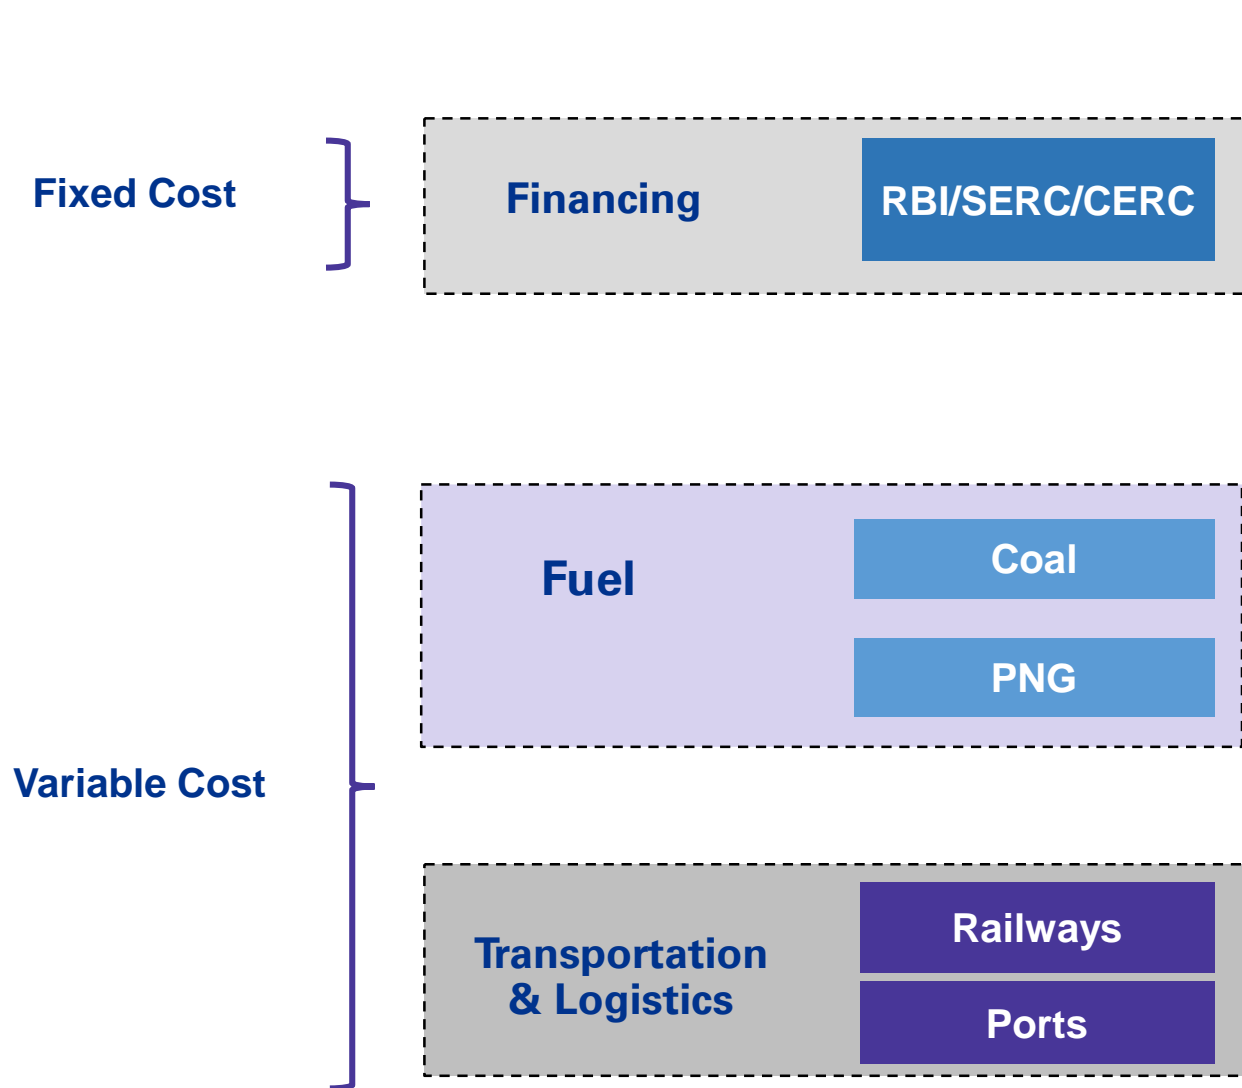 Fixed Cost
Financing
RBI/SERC/CERC
Variable Cost
Fuel
Coal
PNG
Transportation
& Logistics
Railways
Ports